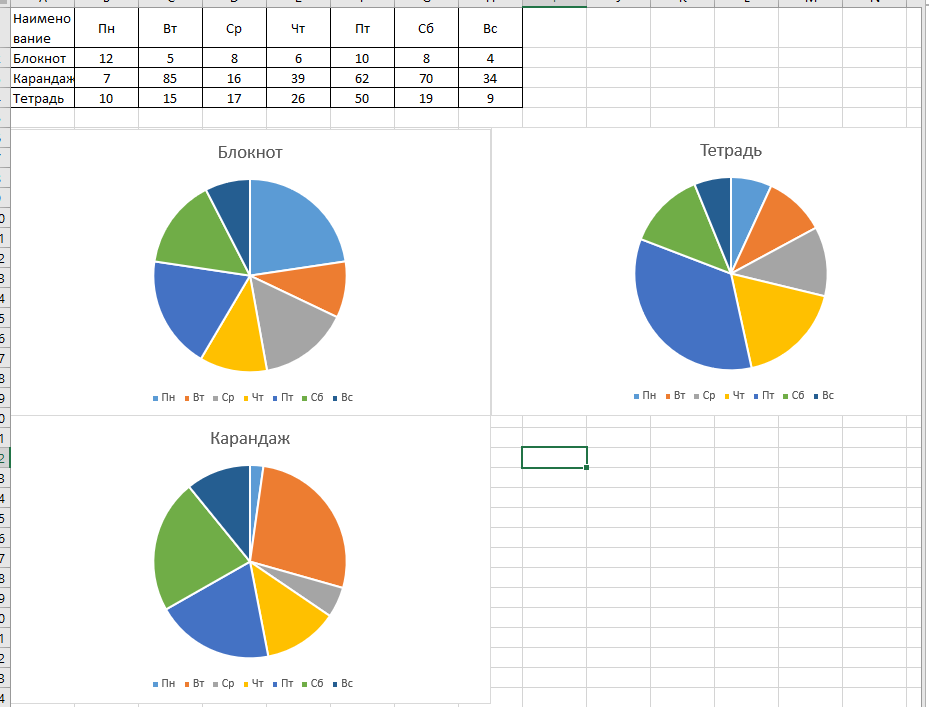 Наимено
вание Пн Вт Ср Чт Пт Сб Вс
Блокнот 12 5 8 6 10 8 4
Карандаж 7 85 16 39 62 70 34
Тетрадь 10 15 17 26 50 19 9
Блокнот
Пн Вт Ср Чт Пт Сб Вс
Тетрадь
Пн Вт Ср Чт Пт Сб Вс
Карандаж
Пн Вт Ср Чт Пт Сб Вс